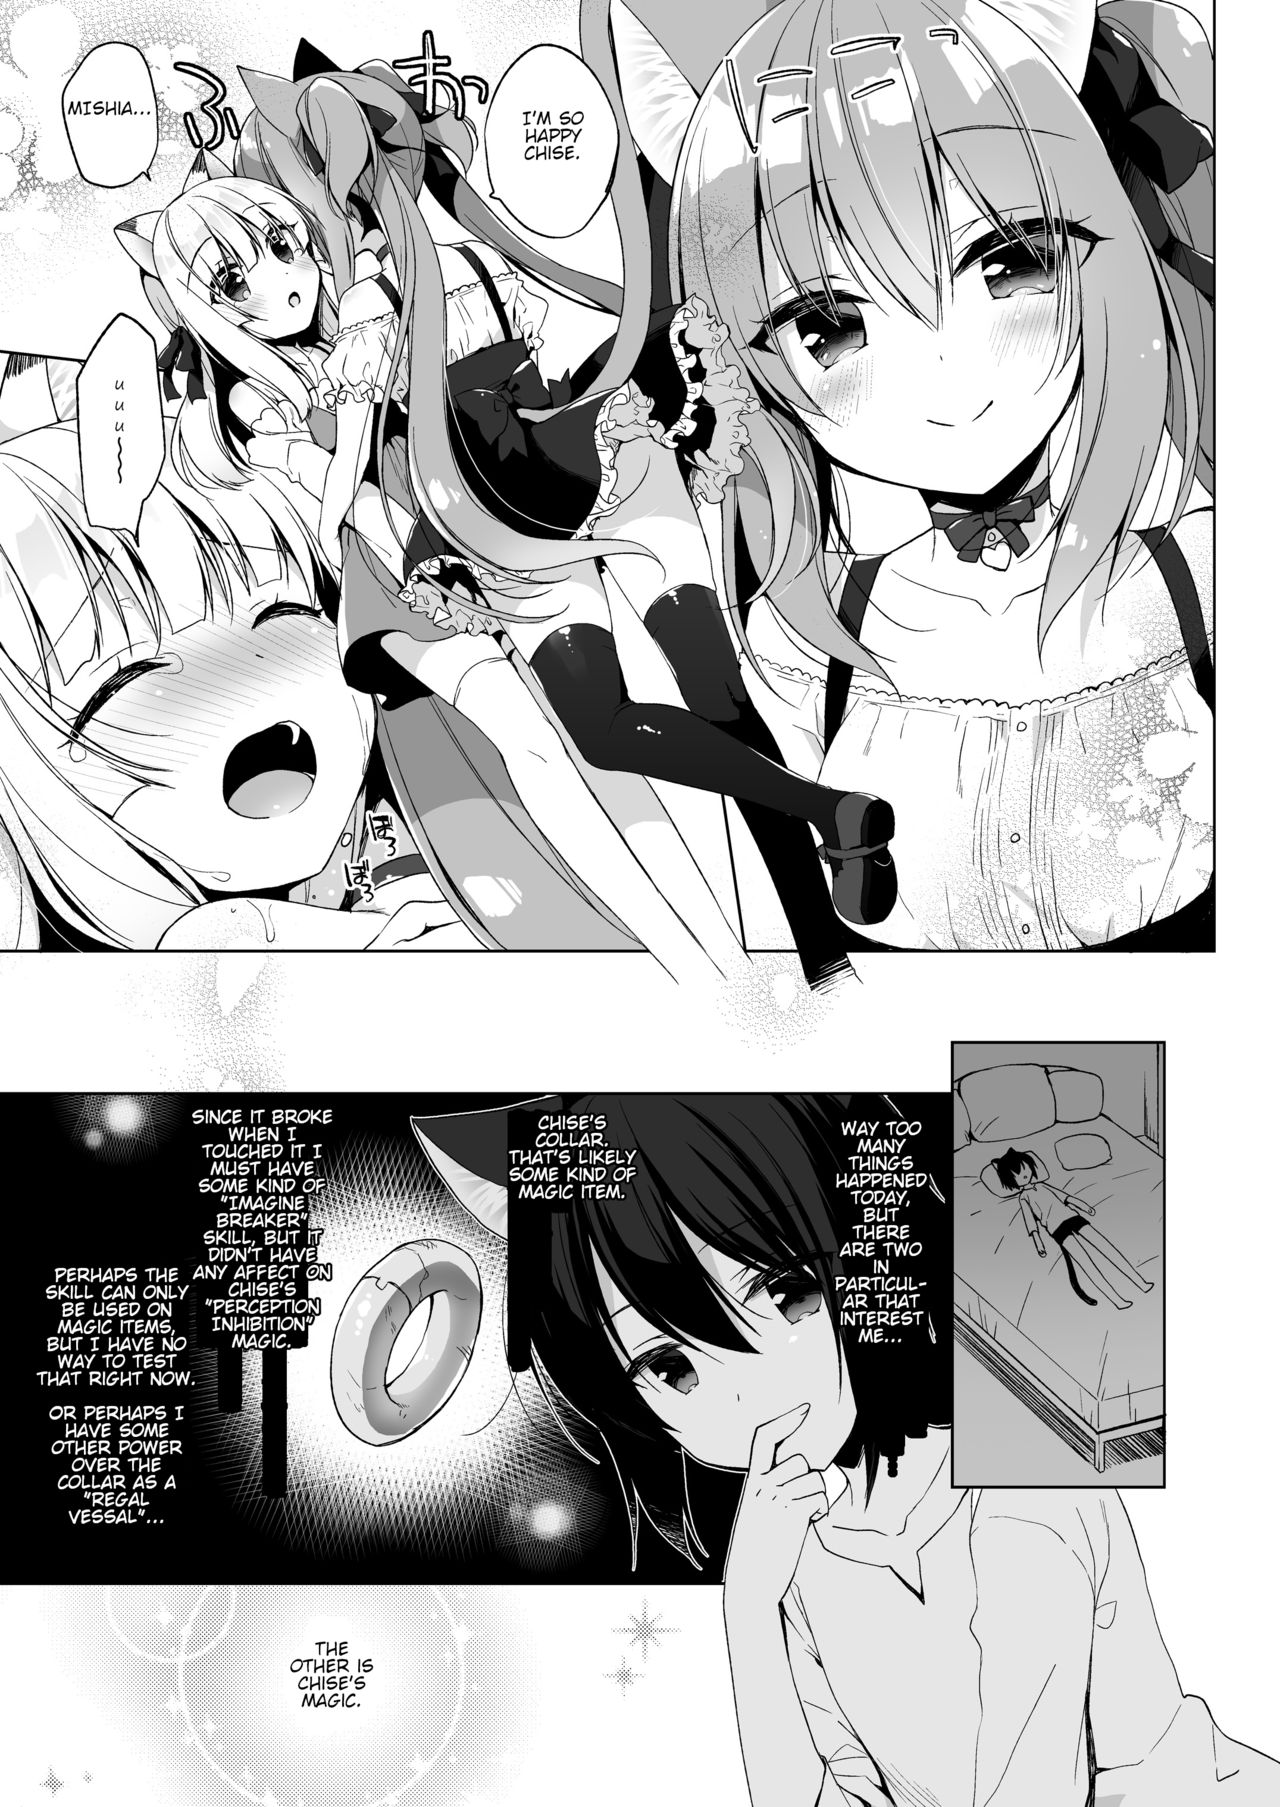 にこっ
I'M SO
HAPPY
CHISE.
ぎゅ
MISHIA...
uuu~
ぽろ
ぽろ
WAY TOO
MANY
THINGS
HAPPENED
TODAY,
BUT
THERE
ARE TWO
IN
PARTICUL-
AR THAT
INTEREST
ME...
CHISE'S
COLLAR.
THAT'S LIKELY
SOME KIND OF
MAGIC ITEM.
SINCE IT BROKE
WHEN I
TOUCHED IT I
MUST HAVE
SOME KIND OF
"IMAGINE
BREAKER"
SKILL, BUT IT
DIDN'T HAVE
ANY AFFECT ON
CHISE'S
"PERCEPTION
INHIBITION"
MAGIC.
PERHAPS THE
SKILL CAN ONLY
BE USED ON
MAGIC ITEMS,
BUT I HAVE NO
WAY TO TEST
THAT RIGHT NOW.
OR PERHAPS I
HAVE SOME
OTHER POWER
OVER THE
COLLAR AS A
"REGAL
VESSAL"...
THE
OTHER IS
CHISE'S
MAGIC.